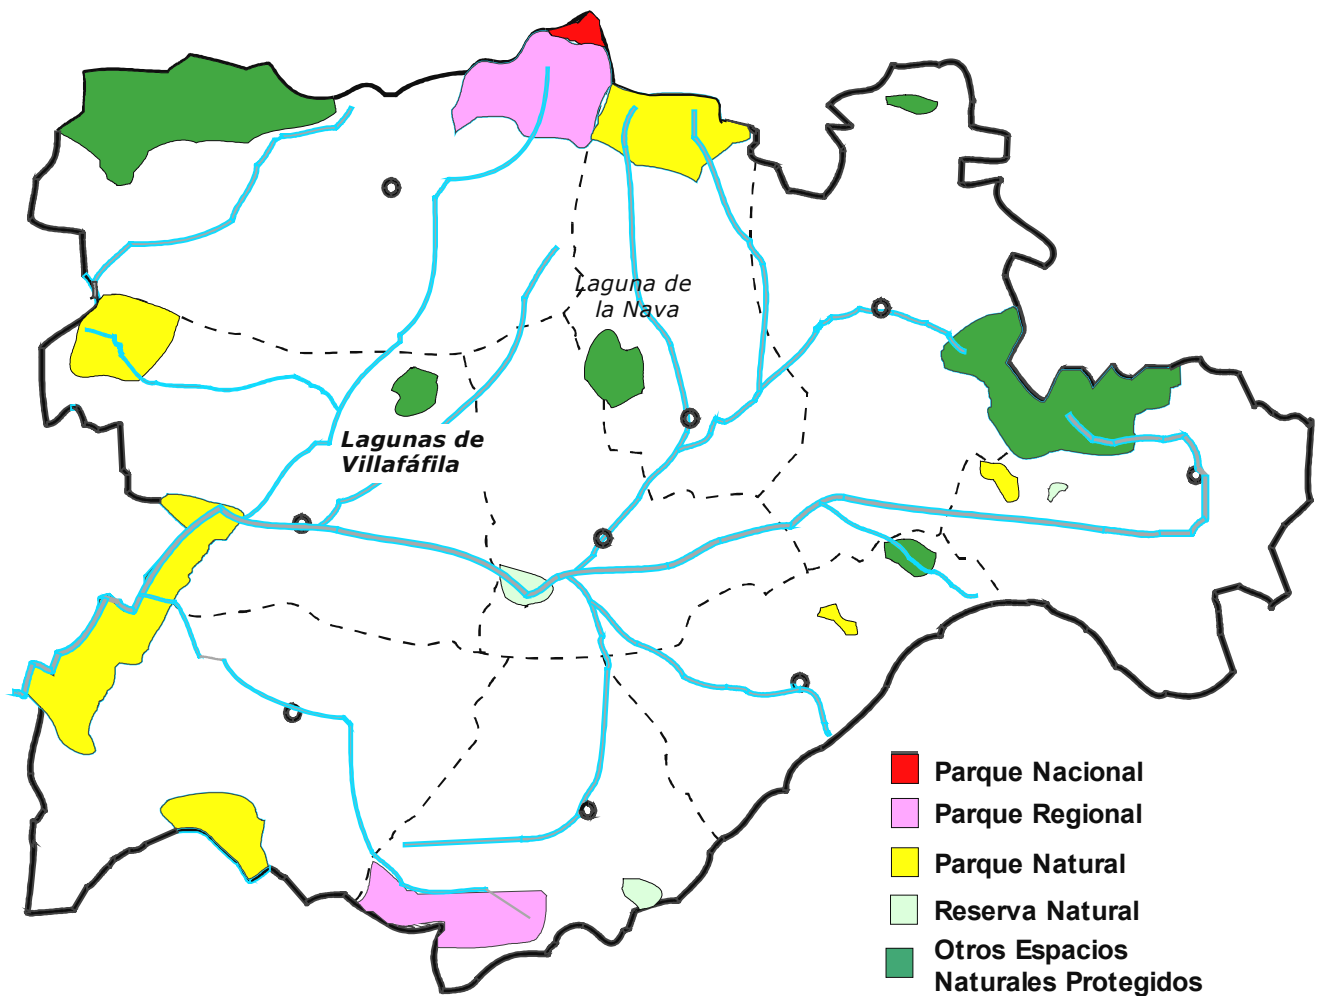 Laguna de
la Nava
Lagunas de
Villafáfila
Parque Nacional
Parque Regional
Parque Natural
Reserva Natural
Otros Espacios
Naturales Protegidos